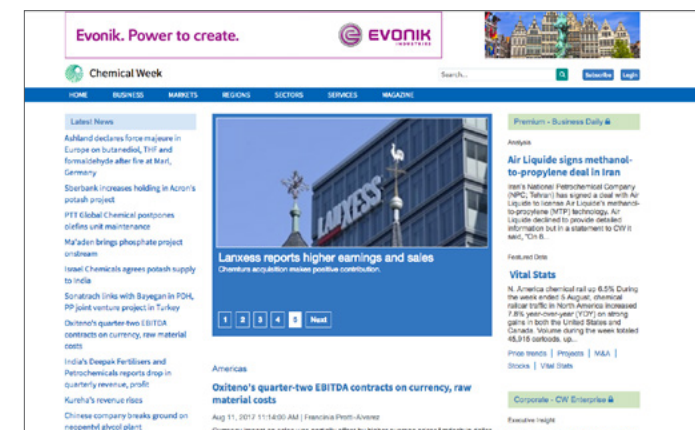 Evonik. Power to create.
EVONIK
INDUSTRIES
Chemical Week
Search...
Subscribe
Login
HOME BUSINESS MARKETS REGIONS SECTORS SERVICES MAGAZINE
Latest News
Ashland declares force majeure in
Europe on butanediol, THF and
formaldehyde after fire at Marl,
Germany
Sberbank increases holding in Acron's
potash project
PTT Global Chemical postpones
olefins unit maintenance
Ma'aden brings phosphate project
onstream
Israel Chemicals agrees potash supply
to India
Sonatrach links with Bayegan in PDH,
PP joint venture project in Turkey
Oxiteno's quarter-two EBITDA
contracts on currency, raw material
costs
India's Deepak Fertilisers and
Petrochemicals reports drop in
quarterly revenue, profit
Kureha's revenue rises
Chinese company breaks ground on
neopentyl alvcol plant
LANXESS
Lanxess reports higher earnings and sales
Chemtura acquisition makes positive contribution.
1 2 3 4 5 Next
Americas
Oxiteno's quarter-two EBITDA contracts on currency, raw
material costs
Aug 11, 2017 11:14:00 AM | Francinia Protti-Alvarez
Premium - Business Daily
Analysis
Air Liquide signs methanol-
to-propylene deal in Iran
Iran's National Petrochemical Company
(NPC; Tehran) has signed a deal with Air
Liquide to license Air Liquide's methanol-
to-propylene (MTP) technology. Air
Liquide declined to provide detailed
information but in a statement to CW it
said, "On 8...
Featured Data
Vital Stats
N. America chemical rail up 6.5% During
the week ended 5 August, chemical
railcar traffic in North America increased
7.8% year-over-year (YOY) on strong
gains in both the United States and
Canada. Volume during the week totaled
45,916 carloads, up...
Price trends | Projects | M&A |
Stocks | Vital Stats
Corporate - CW Enterprise
Executive Insight